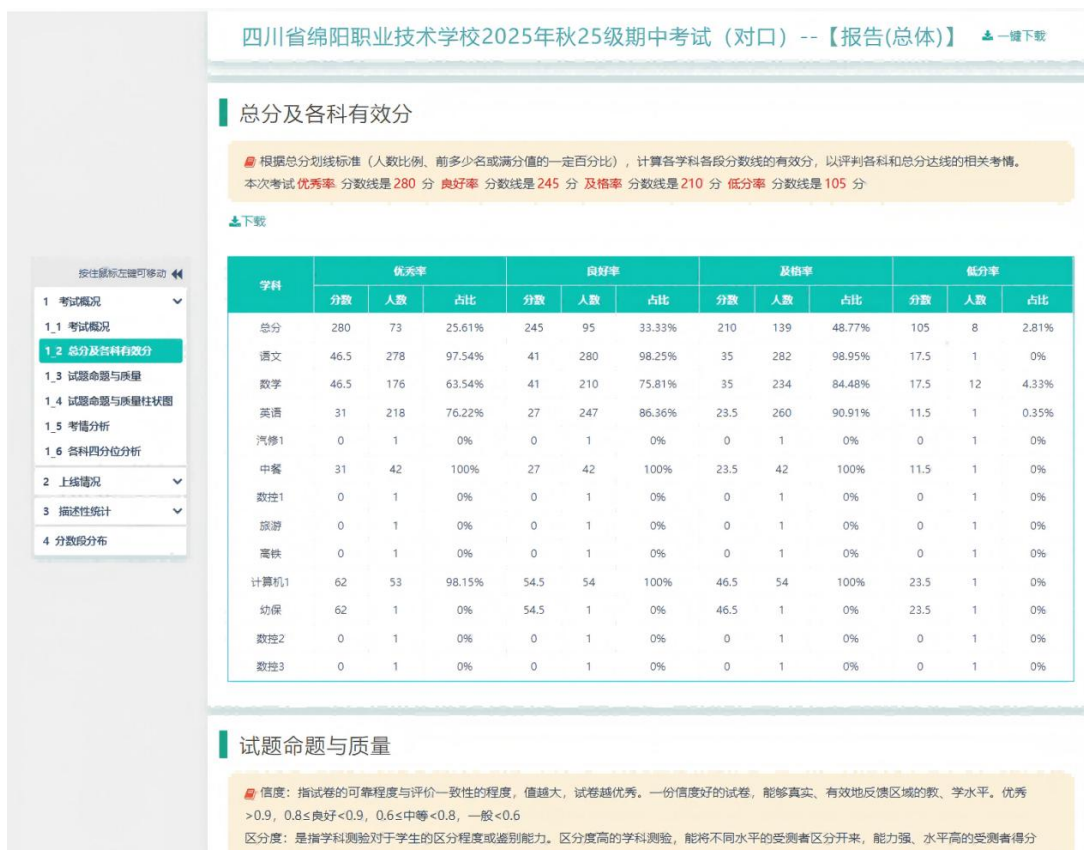 四川省绵阳职业技术学校2025年秋25级期中考试（对口）--【报告(总体)】 一键下载
总分及各科有效分
根据总分划线标准（人数比例、前多少名或满分值的一定百分比），计算各学科各段分数线的有效分，以评判各科和总分达线的相关考情。
本次考试 优秀率 分数线是 280 分 良好率 分数线是 245 分 及格率 分数线是 210 分 低分率 分数线是 105 分
下载
按住鼠标左键可移动
1 考试概况
1_1 考试概况
1_2 总分及各科有效分
1_3 试题命题与质量
1_4 试题命题与质量柱状图
1_5 考情分析
1_6 各科四分位分析
2 上线情况
3 描述性统计
4 分数段分布
学科 优秀率 良好率 及格率 低分率
分数 人数 占比 分数 人数 占比 分数 人数 占比 分数 人数 占比
总分 280 73 25.61% 245 95 33.33% 210 139 48.77% 105 8 2.81%
语文 46.5 278 97.54% 41 280 98.25% 35 282 98.95% 17.5 1 0%
数学 46.5 176 63.54% 41 210 75.81% 35 234 84.48% 17.5 12 4.33%
英语 31 218 76.22% 27 247 86.36% 23.5 260 90.91% 11.5 1 0.35%
汽修1 0 1 0% 0 1 0% 0 1 0% 0 1 0%
中餐 31 42 100% 27 42 100% 23.5 42 100% 11.5 1 0%
数控1 0 1 0% 0 1 0% 0 1 0% 0 1 0%
旅游 0 1 0% 0 1 0% 0 1 0% 0 1 0%
高铁 0 1 0% 0 1 0% 0 1 0% 0 1 0%
计算机1 62 53 98.15% 54.5 54 100% 46.5 54 100% 23.5 1 0%
幼保 62 1 0% 54.5 1 0% 46.5 1 0% 23.5 1 0%
数控2 0 1 0% 0 1 0% 0 1 0% 0 1 0%
数控3 0 1 0% 0 1 0% 0 1 0% 0 1 0%
试题命题与质量
信度：指试卷的可靠程度与评价一致性的程度，值越大，试卷越优秀。一份信度好的试卷，能够真实、有效地反馈区域的教、学水平。优秀
>0.9，0.8≤良好<0.9，0.6≤中等<0.8，一般<0.6
区分度：是指学科测验对于学生的区分程度或鉴别能力。区分度高的学科测验，能将不同水平的受测者区分开来，能力强、水平高的受测者得分